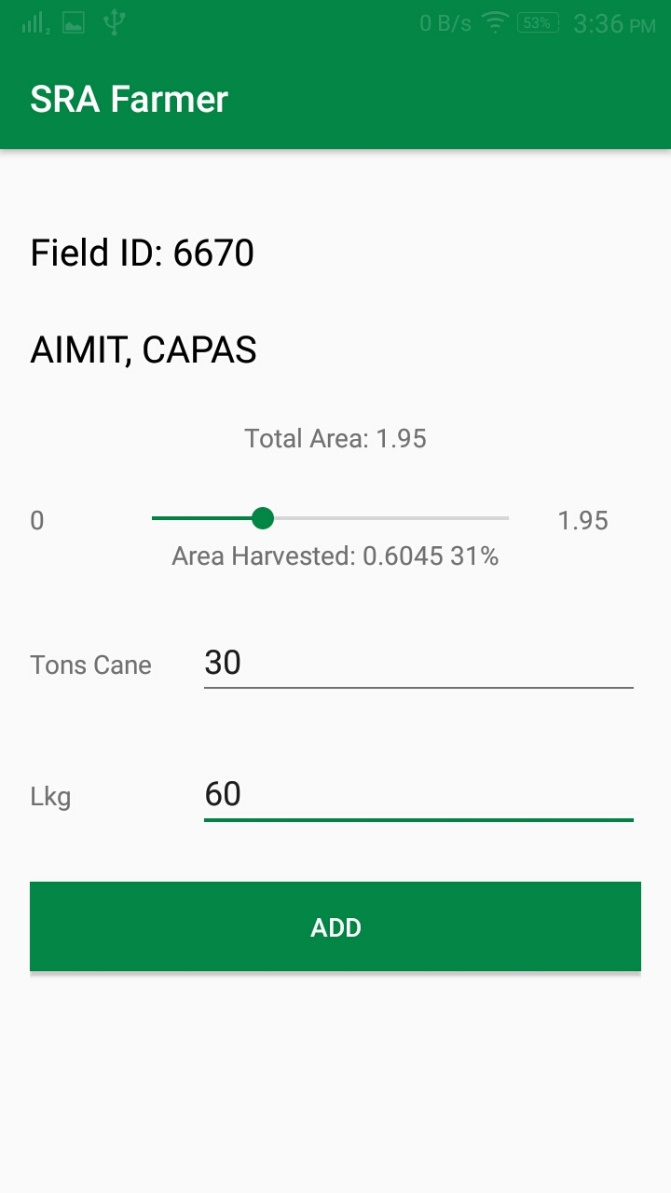 0 B/s 53% 3:36 PM
SRA Farmer
Field ID: 6670
AIMIT, CAPAS
Total Area: 1.95
0 1.95
Area Harvested: 0.6045 31%
Tons Cane 30
Lkg 60
ADD